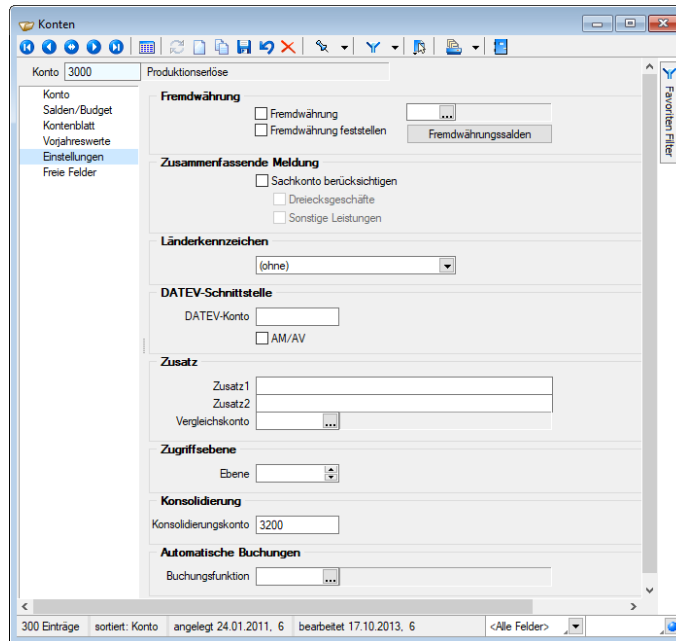 Konten
Konto 3000 Produktionserlöse
Konto
Salden/Budget
Kontenblatt
Vorjahreswerte
Einstellungen
Freie Felder
Fremdwährung
Fremdwährung ...
Fremdwährung feststellen Fremdwährungssalden
Zusammenfassende Meldung
Sachkonto berücksichtigen
Dreiecksgeschäfte
Sonstige Leistungen
Länderkennzeichen
(ohne)
DATEV-Schnittstelle
DATEV-Konto
AM/AV
Zusatz
Zusatz1
Zusatz2
Vergleichskonto ...
Zugriffsebene
Ebene
Konsolidierung
Konsolidierungskonto 3200
Automatische Buchungen
Buchungsfunktion ...
Favoriten Filter
300 Einträge sortiert: Konto angelegt 24.01.2011, 6 bearbeitet 17.10.2013, 6 <Alle Felder>